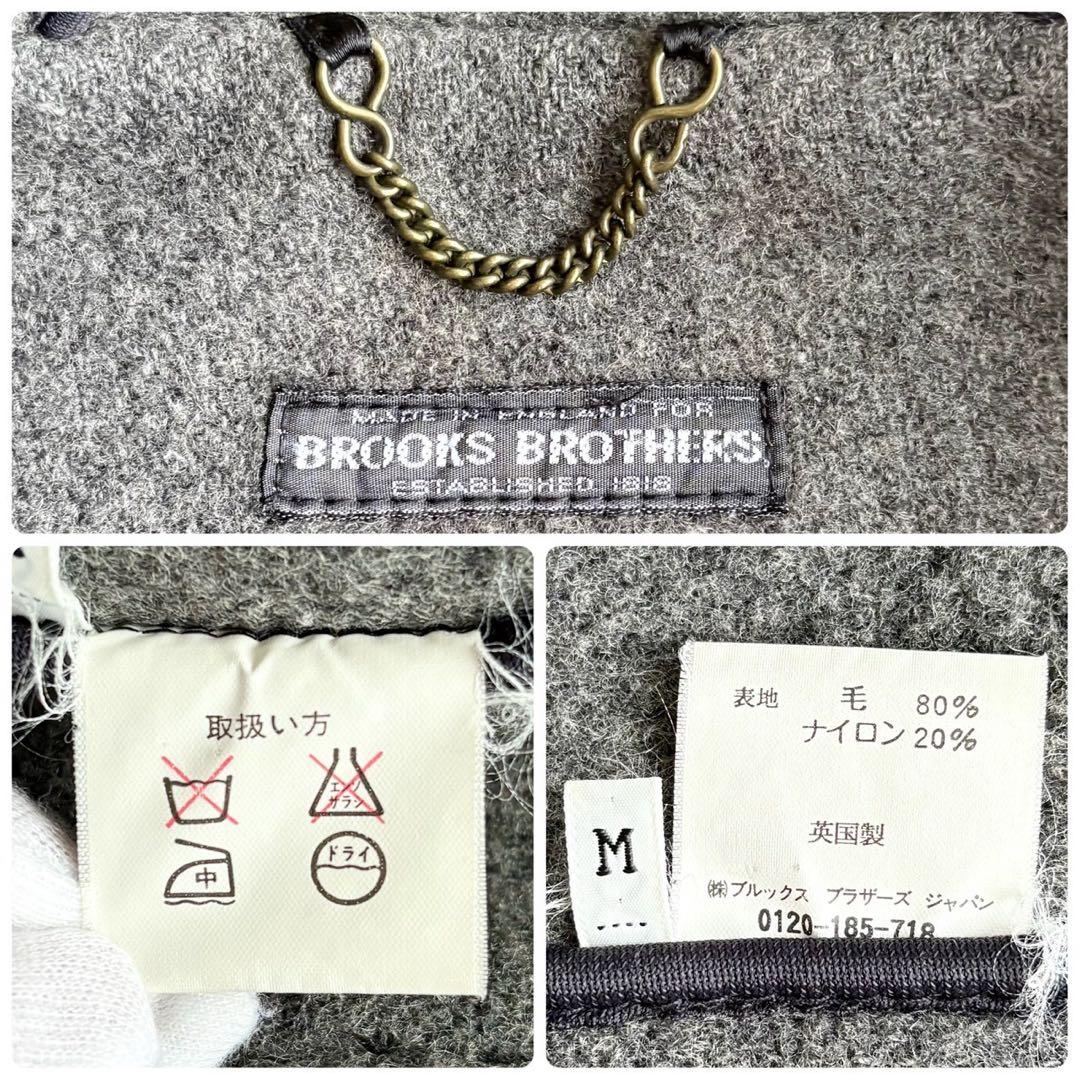 MADE IN ENGLAND FOR
BROOKS BROTHERS
ESTABLISHED 1818
取扱い方
エンソ
サラシ
中
ドライ
表地 毛 80%
ナイロン 20%
英国製
M
㈱ブルックス ブラザーズ ジャパン
0120-185-718